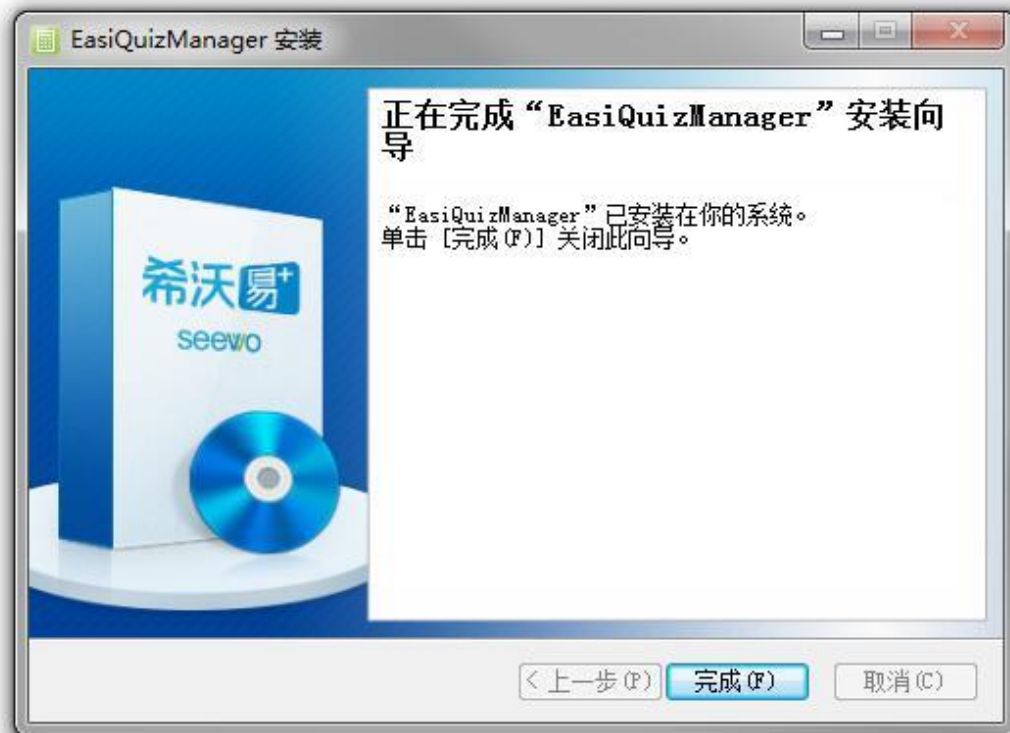 EasiQuizManager 安装
正在完成“EasiQuizManager”安装向
导
“EasiQuizManager”已安装在你的系统。
单击 [完成(F)] 关闭此向导。
希沃易+
seewo
< 上一步(P)
完成(F)
取消(C)